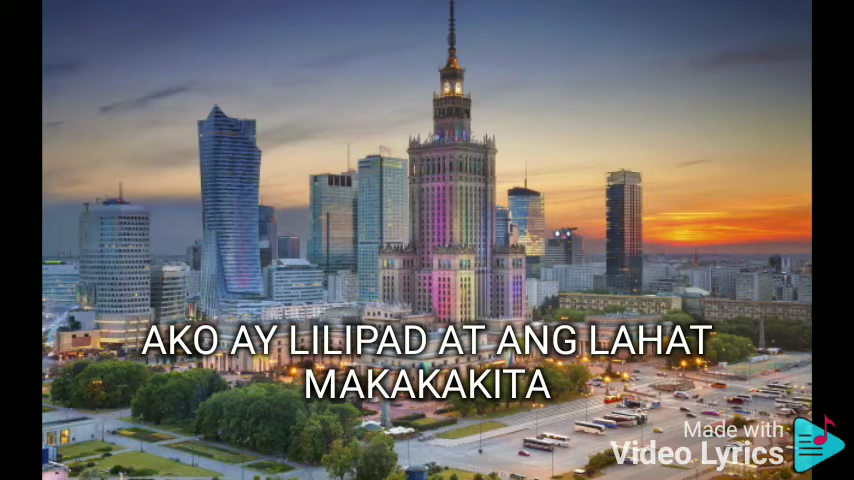 AKO AY LILIPAD AT ANG LAHAT
MAKAKAKITA
Made with
Video Lyrics